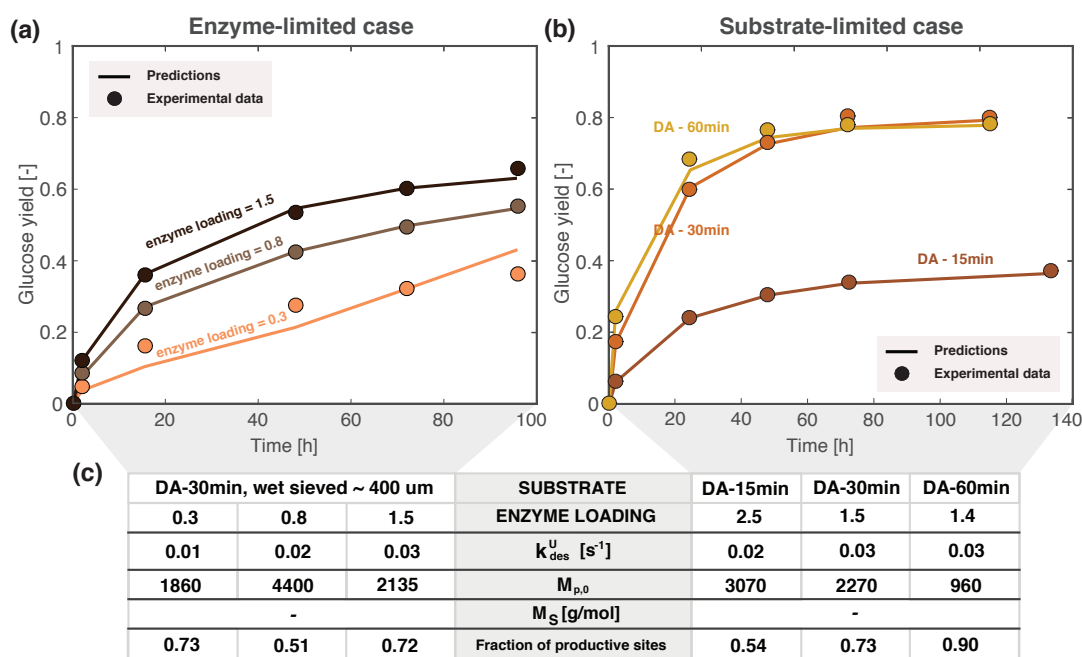 (a)
Enzyme-limited case
Glucose yield [-]
1
0.8
0.6
0.4
0.2
0
Predictions
Experimental data
enzyme loading = 1.5
enzyme loading = 0.8
enzyme loading = 0.3
0 20 40 60 80 100
Time [h]
(b)
Substrate-limited case
Glucose yield [-]
1
0.8
0.6
0.4
0.2
0
DA - 60min
DA - 30min
DA - 15min
Predictions
Experimental data
0 20 40 60 80 100 120 140
Time [h]
(c)
DA-30min, wet sieved ~ 400 um SUBSTRATE DA-15min DA-30min DA-60min
0.3 0.8 1.5 ENZYME LOADING 2.5 1.5 1.4
0.01 0.02 0.03 k^U_des [s^-1] 0.02 0.03 0.03
1860 4400 2135 M_p,0 3070 2270 960
- M_S [g/mol] -
0.73 0.51 0.72 Fraction of productive sites 0.54 0.73 0.90